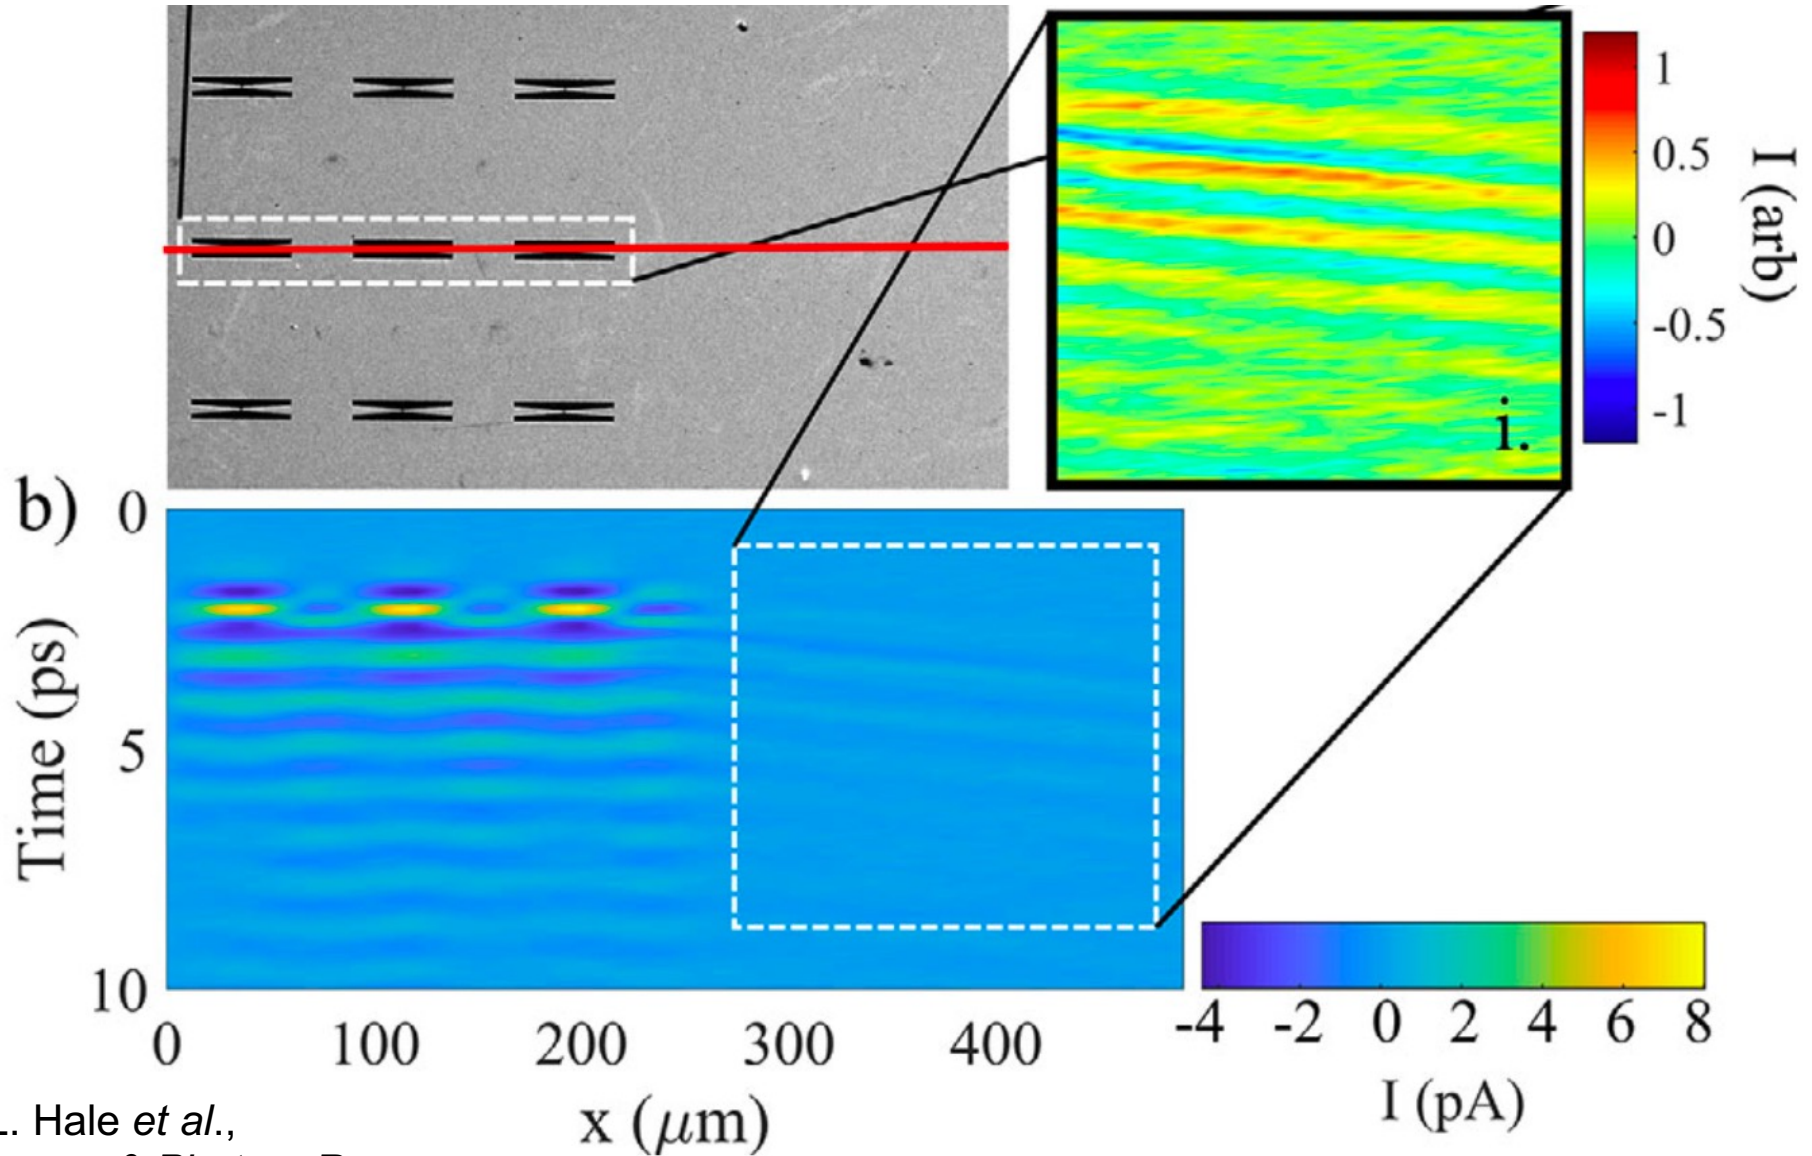 1
0.5
0
-0.5
-1
I (arb)
i.
b)
0
5
10
Time (ps)
0 100 200 300 400
x (μm)
-4 -2 0 2 4 6 8
I (pA)
. Hale et al.,